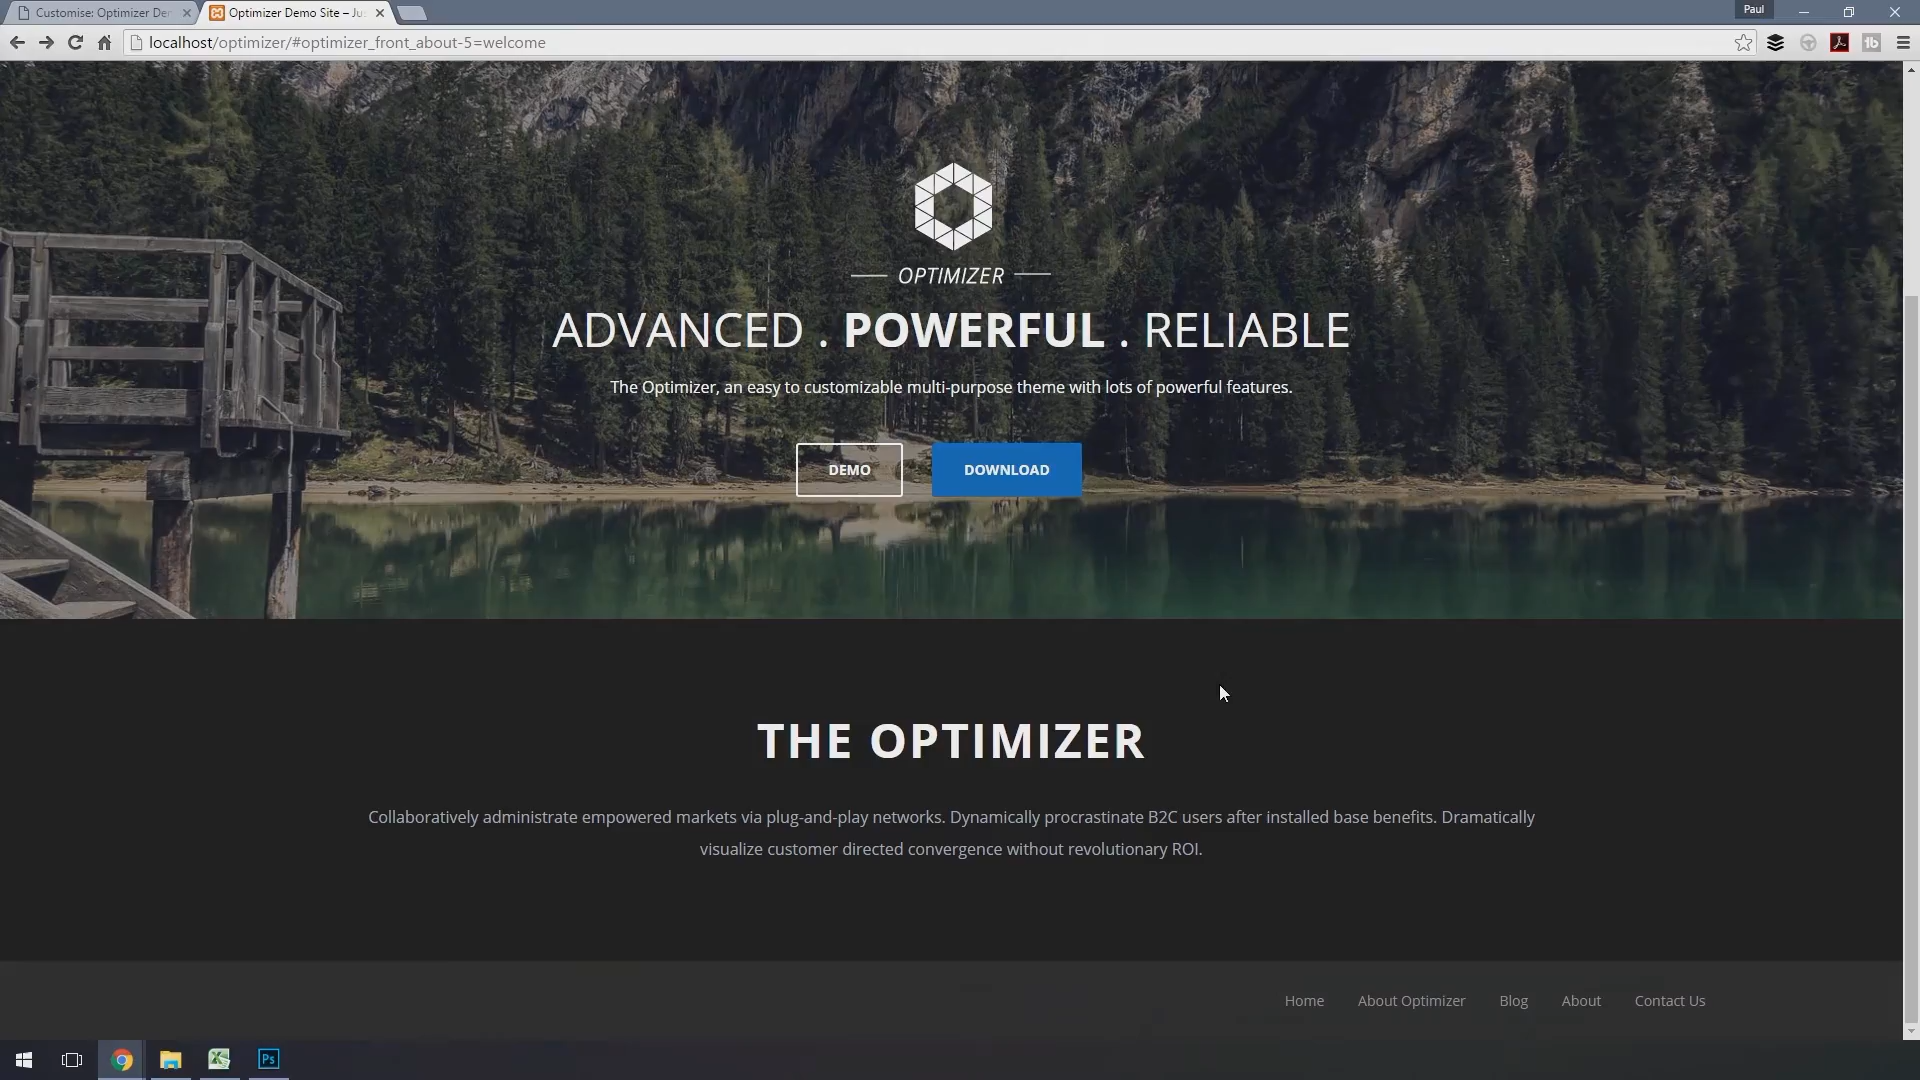 Customise: Optimizer De
Optimizer Demo Site – Ju
Paul
localhost/optimizer/#optimizer_front_about-5=welcome
OPTIMIZER
ADVANCED . POWERFUL . RELIABLE
The Optimizer, an easy to customizable multi-purpose theme with lots of powerful features.
DEMO
DOWNLOAD
THE OPTIMIZER
Collaboratively administrate empowered markets via plug-and-play networks. Dynamically procrastinate B2C users after installed base benefits. Dramatically
visualize customer directed convergence without revolutionary ROI.
Home About Optimizer Blog About Contact Us
Ps